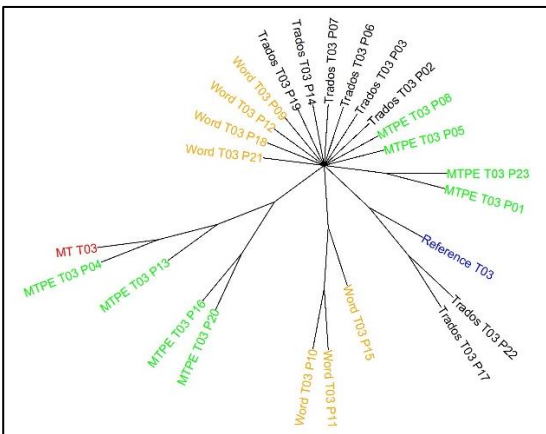 Trados T03 P07
Trados T03 P06
Trados T03 P14
Trados T03 P03
Trados T03 P19
Trados T03 P02
Word T03 P09
MTPE T03 P08
Word T03 P12
MTPE T03 P05
Word T03 P18
Word T03 P21
MTPE T03 P23
MTPE T03 P01
MT T03
Reference T03
MTPE T03 P04
MTPE T03 P13
MTPE T03 P16
MTPE T03 P20
Word T03 P15
Trados T03 P22
Trados T03 P17
Word T03 P10
Word T03 P11